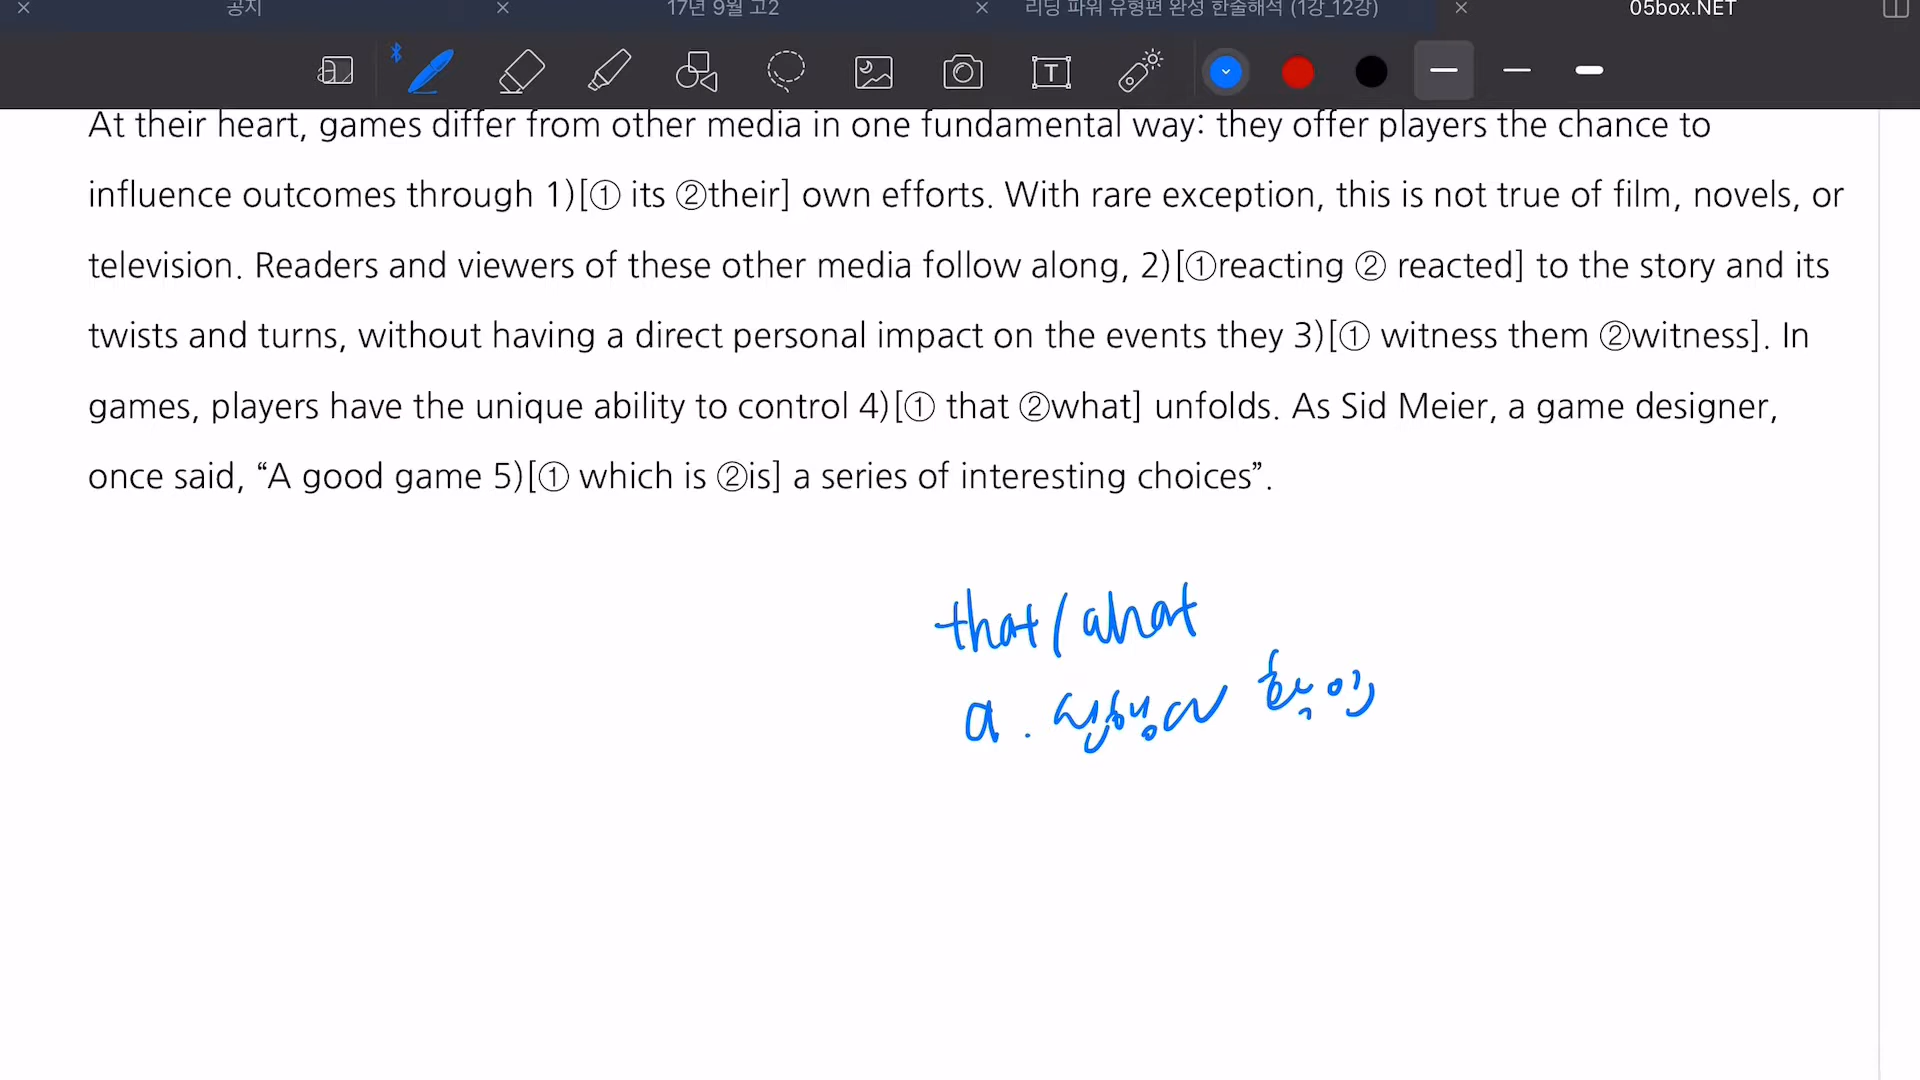 공지
17년 9월 고2
리딩 파워 유형편 완성 한술해석 (1강_12강)
05box.NET
At their heart, games differ from other media in one fundamental way: they offer players the chance to
influence outcomes through 1)[① its ②their] own efforts. With rare exception, this is not true of film, novels, or
television. Readers and viewers of these other media follow along, 2)[①reacting ② reacted] to the story and its
twists and turns, without having a direct personal impact on the events they 3)[① witness them ②witness]. In
games, players have the unique ability to control 4)[① that ②what] unfolds. As Sid Meier, a game designer,
once said, “A good game 5)[① which is ②is] a series of interesting choices”.
that / what
a. 선행사 확인